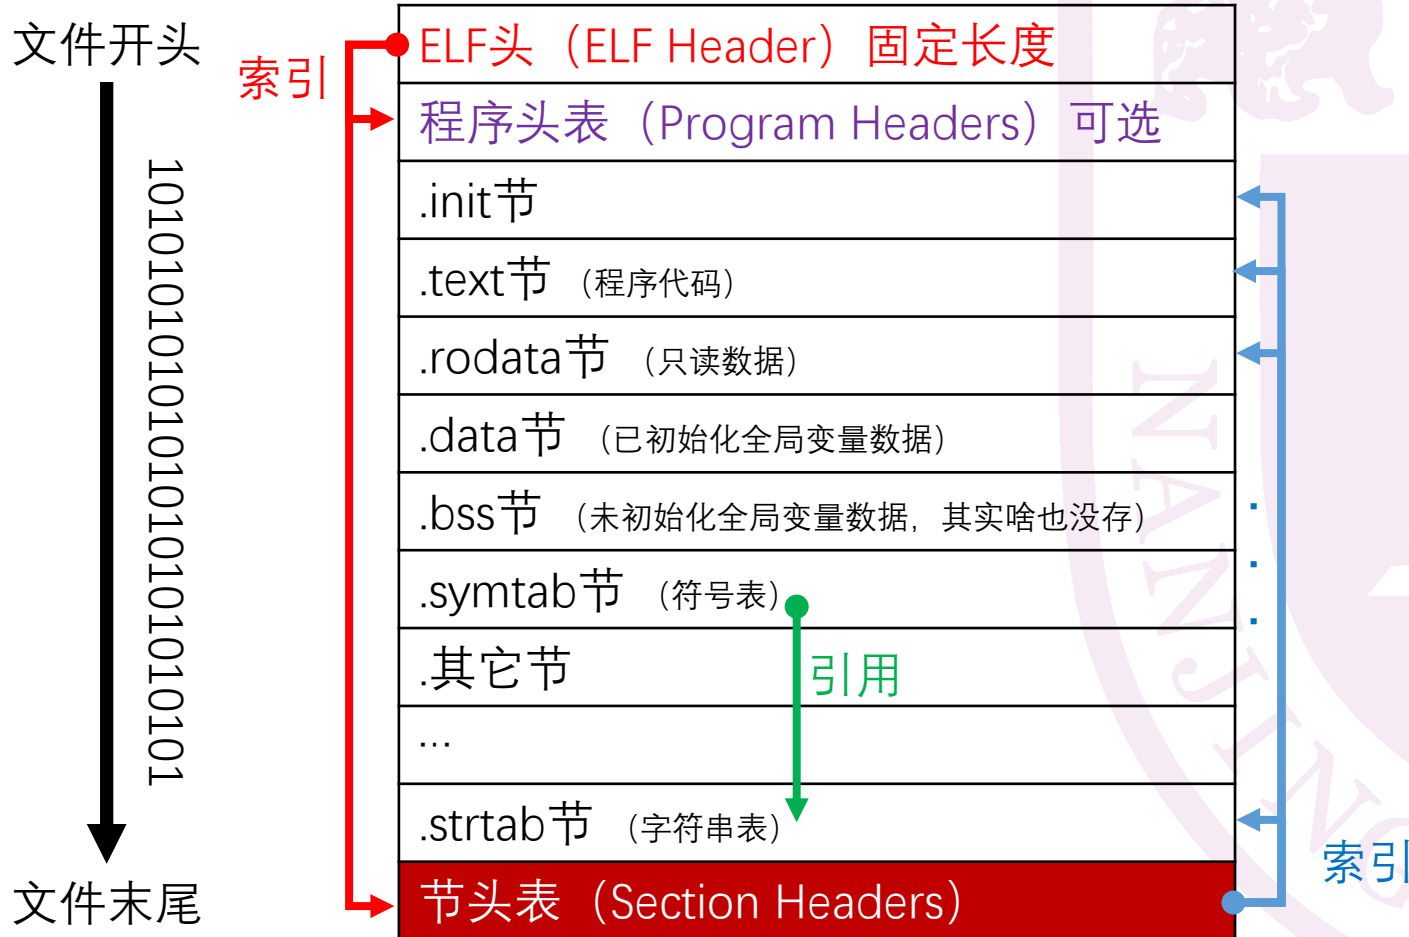 文件开头
索引
ELF头（ELF Header）固定长度
程序头表（Program Headers）可选
.init节
.text节 （程序代码）
.rodata节 （只读数据）
.data节 （已初始化全局变量数据）
.bss节 （未初始化全局变量数据，其实啥也没存）
.symtab节 （符号表）
.其它节
引用
...
.strtab节 （字符串表）
节头表（Section Headers）
索引
文件末尾
NANJING